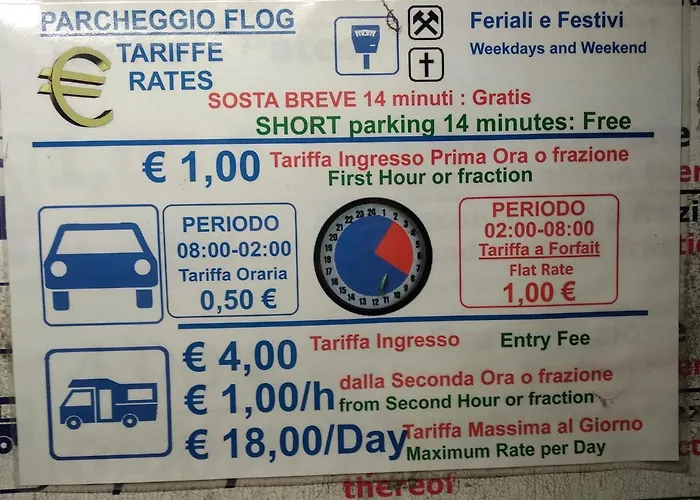 PARCHEGGIO FLOG
TARIFFE
RATES
Feriali e Festivi
Weekdays and Weekend
SOSTA BREVE 14 minuti : Gratis
SHORT parking 14 minutes: Free
€ 1,00 Tariffa Ingresso Prima Ora o frazione
First Hour or fraction
PERIODO
08:00-02:00
Tariffa Oraria
0,50 €
PERIODO
02:00-08:00
Tariffa a Forfait
Flat Rate
1,00 €
€ 4,00 Tariffa Ingresso Entry Fee
€ 1,00/h dalla Seconda Ora o frazione
from Second Hour or fraction
€ 18,00/Day Tariffa Massima al Giorno
Maximum Rate per Day
thereof